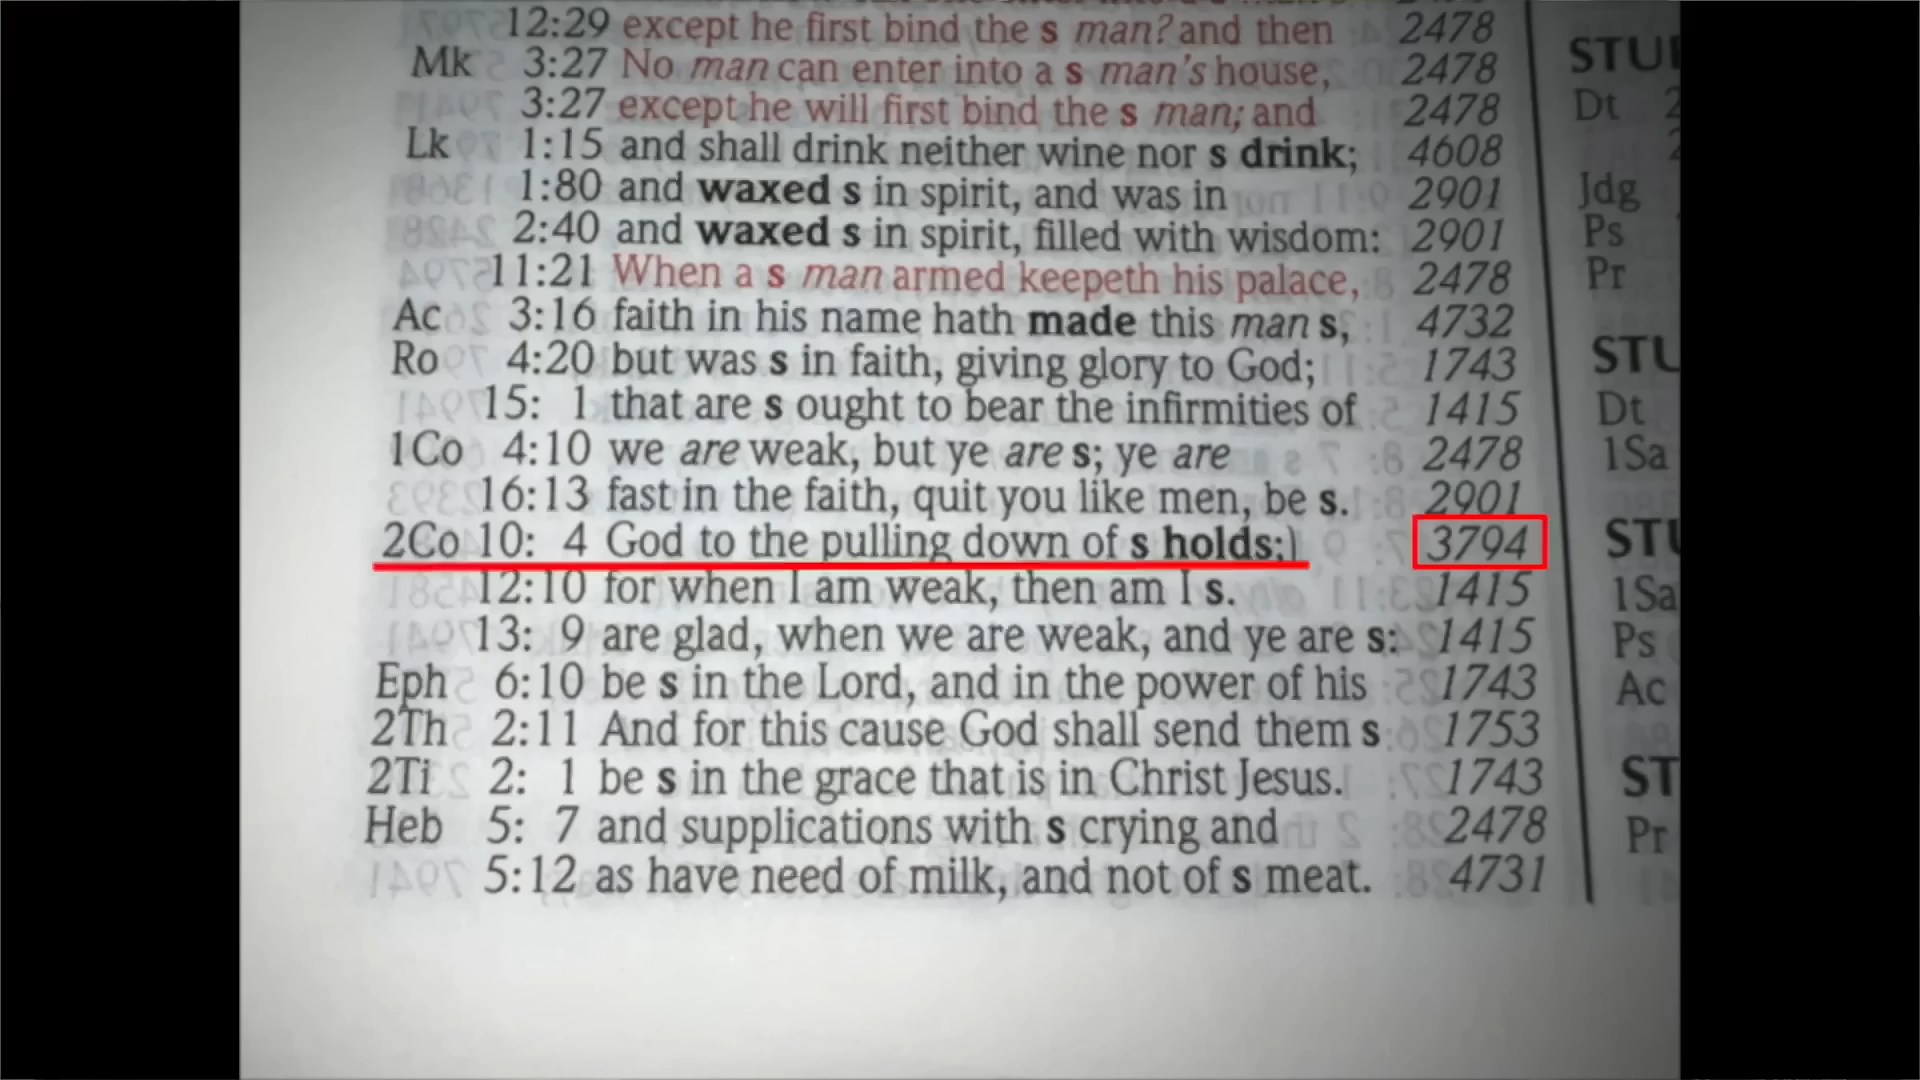 12:29 except he first bind the s man? and then 2478
Mk 3:27 No man can enter into a s man's house, 2478
3:27 except he will first bind the s man; and 2478
Lk 1:15 and shall drink neither wine nor s drink; 4608
1:80 and waxed s in spirit, and was in 2901
2:40 and waxed s in spirit, filled with wisdom: 2901
11:21 When a s man armed keepeth his palace, 2478
Ac 3:16 faith in his name hath made this man s, 4732
Ro 4:20 but was s in faith, giving glory to God; 1743
15: 1 that are s ought to bear the infirmities of 1415
1Co 4:10 we are weak, but ye are s; ye are 2478
16:13 fast in the faith, quit you like men, be s. 2901
2Co 10: 4 God to the pulling down of s holds;) 3794
12:10 for when I am weak, then am I s. 1415
13: 9 are glad, when we are weak, and ye are s: 1415
Eph 6:10 be s in the Lord, and in the power of his 1743
2Th 2:11 And for this cause God shall send them s 1753
2Ti 2: 1 be s in the grace that is in Christ Jesus. 1743
Heb 5: 7 and supplications with s crying and 2478
5:12 as have need of milk, and not of s meat. 4731
Dt
Jdg
Ps
Pr
Dt
1Sa
1Sa
Ps
Ac
Pr